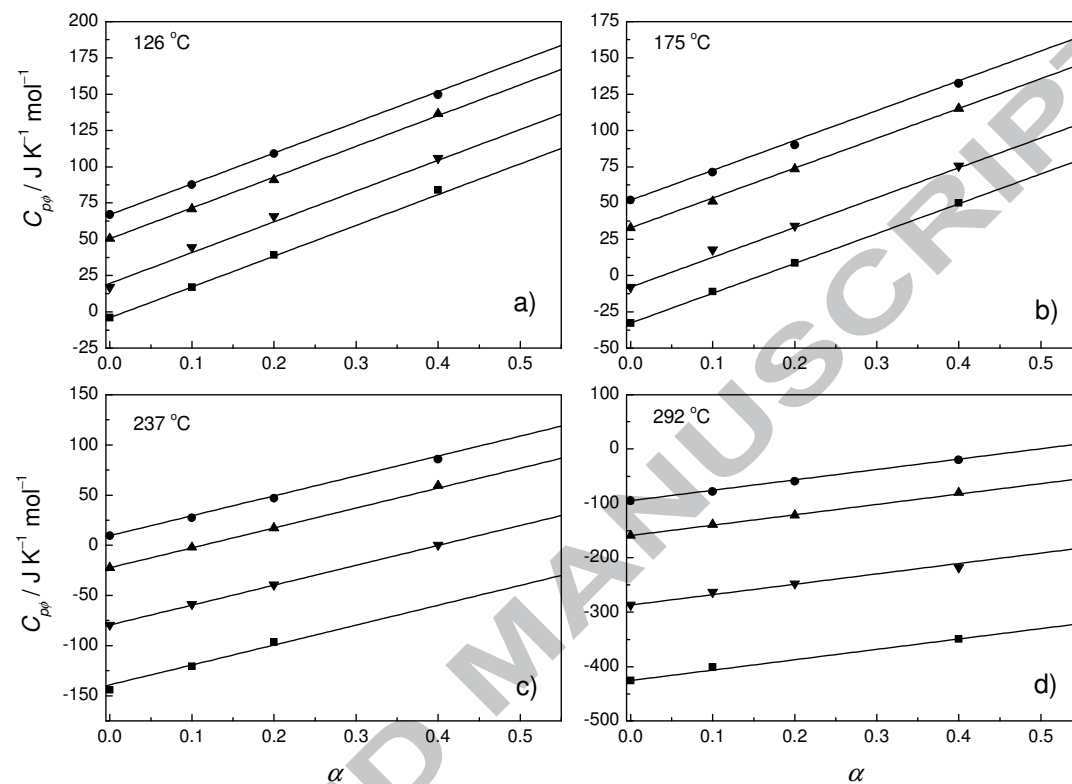 200
175
150
125
100
75
50
25
0
-25
0.0 0.1 0.2 0.3 0.4 0.5
126 °C
a)
C_pϕ / J K⁻¹ mol⁻¹
175
150
125
100
75
50
25
0
-25
-50
0.0 0.1 0.2 0.3 0.4 0.5
175 °C
b)
150
100
50
0
-50
-100
-150
0.0 0.1 0.2 0.3 0.4 0.5
237 °C
c)
C_pϕ / J K⁻¹ mol⁻¹
α
100
0
-100
-200
-300
-400
-500
0.0 0.1 0.2 0.3 0.4 0.5
292 °C
d)
α
D MANUSCRIPT